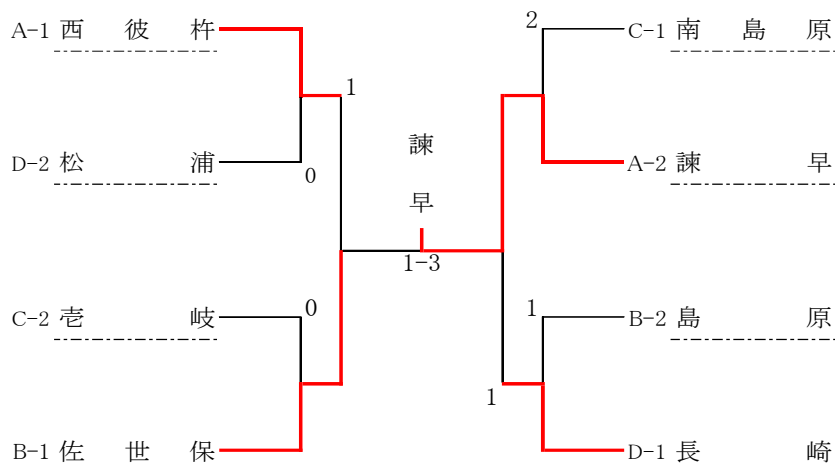 A-1 西彼杵
2
C-1 南島原
1
諫早
D-2 松浦
0
A-2 諫早
1-3
C-2 壱岐
0
1
B-2 島原
1
B-1 佐世保
D-1 長崎